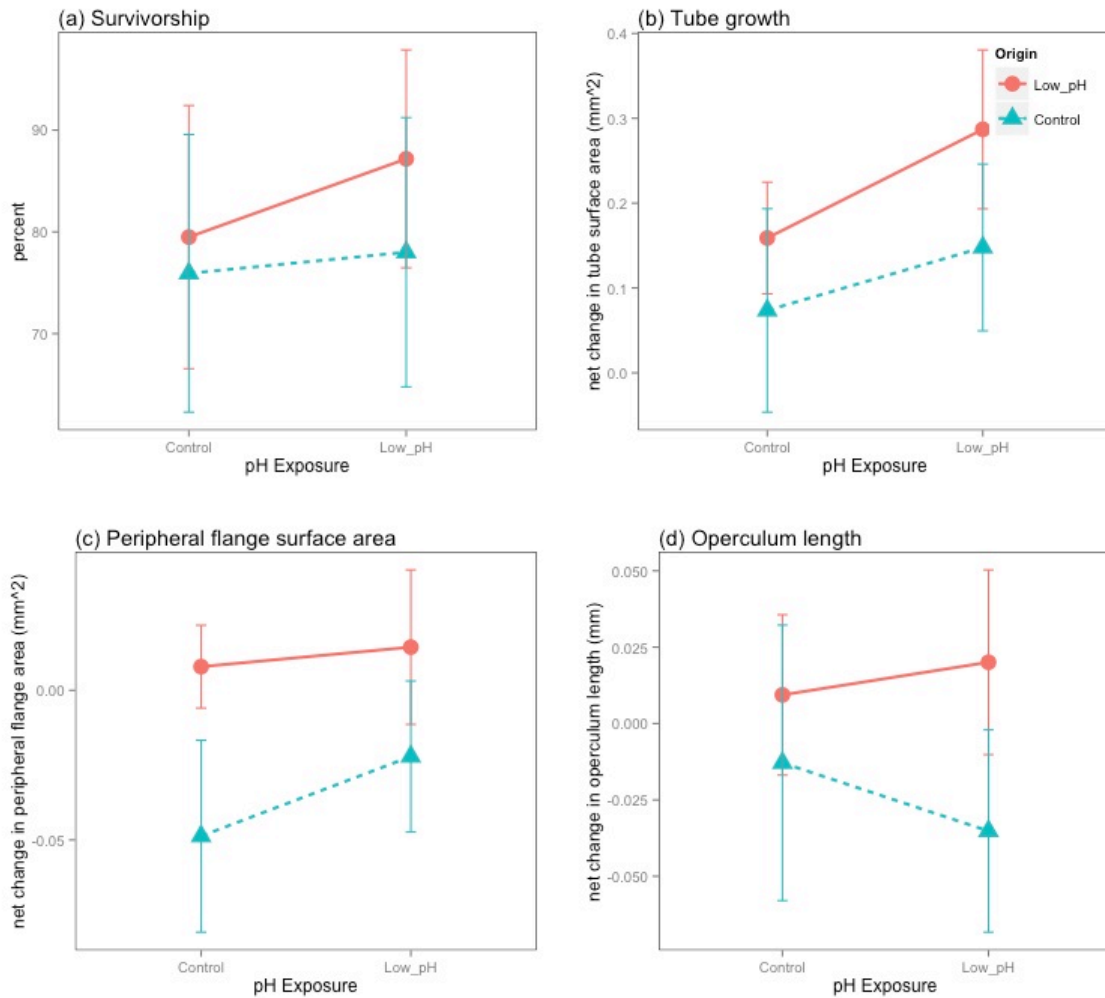 (a) Survivorship
percent
90
80
70
Control
Low_pH
pH Exposure
(b) Tube growth
net change in tube surface area (mm^2)
0.4
0.3
0.2
0.1
0.0
Origin
Low_pH
Control
Control
Low_pH
pH Exposure
(c) Peripheral flange surface area
net change in peripheral flange area (mm^2)
0.00
-0.05
Control
Low_pH
pH Exposure
(d) Operculum length
net change in operculum length (mm)
0.050
0.025
0.000
-0.025
-0.050
Control
Low_pH
pH Exposure